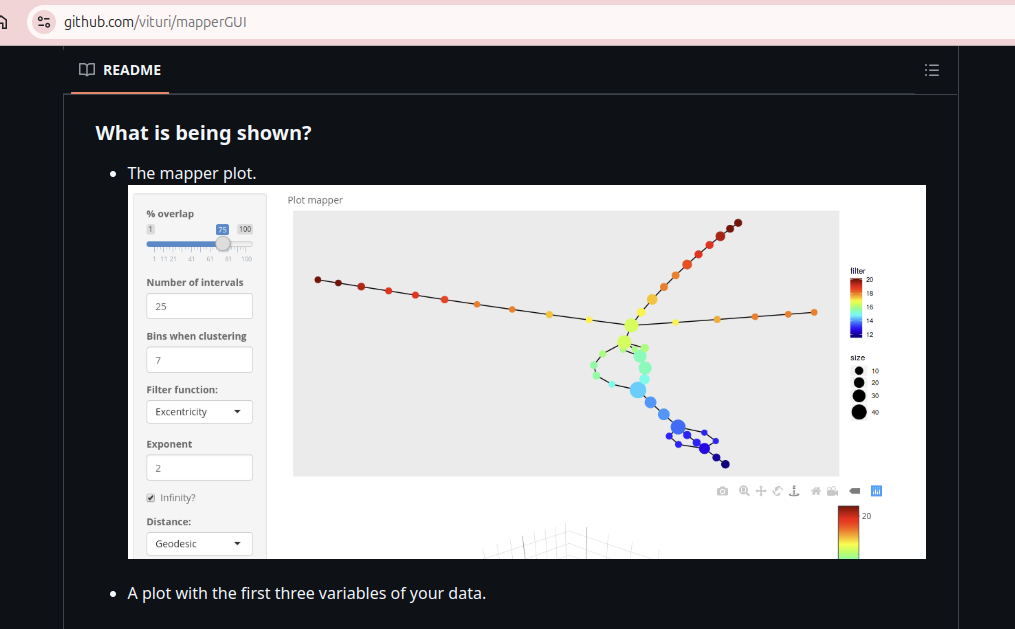 github.com/vituri/mapperGUI
README
What is being shown?
The mapper plot.
% overlap
1 75 100
1 11 21 41 61 81 100
Number of intervals
25
Bins when clustering
7
Filter function:
Excentricity
Exponent
2
Infinity?
Distance:
Geodesic
Plot mapper
filter
20
18
16
14
12
size
10
20
30
40
20
A plot with the first three variables of your data.